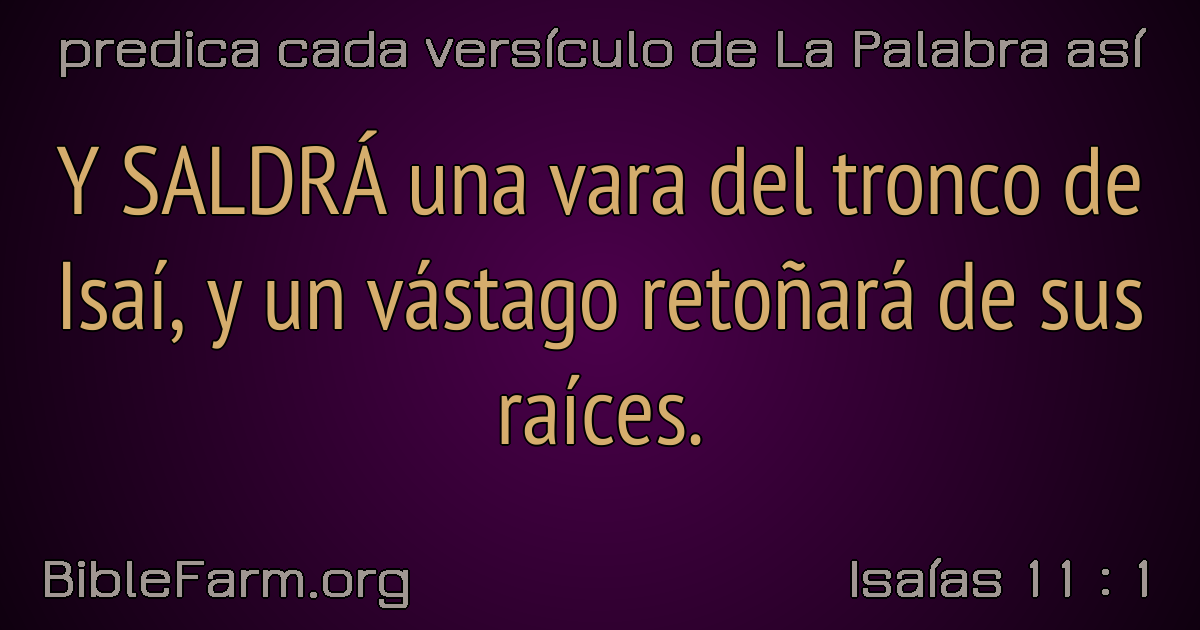 predica cada versículo de La Palabra así
Y SALDRÁ una vara del tronco de
Isaí, y un vástago retoñará de sus
raíces.
BibleFarm.org
Isaías 11 : 1